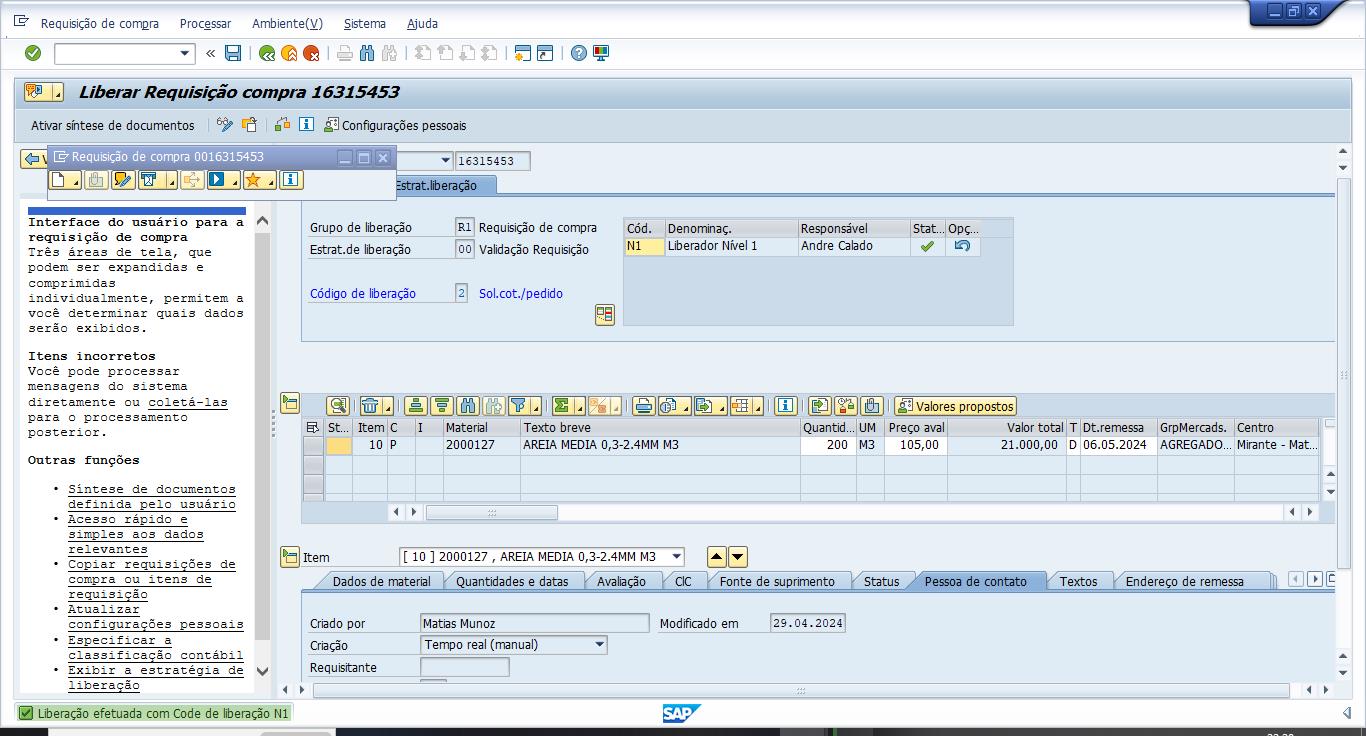 Requisição de compra Processar Ambiente(V) Sistema Ajuda
Liberar Requisição compra 16315453
Ativar síntese de documentos Configurações pessoais
Requisição de compra 0016315453
16315453
Estrat.liberação
Interface do usuário para a
requisição de compra
Três áreas de tela, que
podem ser expandidas e
comprimidas
individualmente, permitem a
você determinar quais dados
serão exibidos.
Itens incorretos
Você pode processar
mensagens do sistema
diretamente ou coletá-las
para o processamento
posterior.
Outras funções
• Síntese de documentos
definida pelo usuário
• Acesso rápido e
simples aos dados
relevantes
• Copiar requisições de
compra ou itens de
requisição
• Atualizar
configurações pessoais
• Especificar a
classificação contábil
• Exibir a estratégia de
liberação
Grupo de liberação R1 Requisição de compra
Estrat.de liberação 00 Validação Requisição
Código de liberação 2 Sol.cot./pedido
Cód. Denominaç. Responsável Stat... Opç...
N1 Liberador Nível 1 Andre Calado
Valores propostos
St... Item C I Material Texto breve Quantid... UM Preço aval Valor total T Dt.remessa GrpMercads. Centro
10 P 2000127 AREIA MEDIA 0,3-2.4MM M3 200 M3 105,00 21.000,00 D 06.05.2024 AGREGADO... Mirante - Mat...
Item [ 10 ] 2000127 , AREIA MEDIA 0,3-2.4MM M3
Dados de material Quantidades e datas Avaliação ClC Fonte de suprimento Status Pessoa de contato Textos Endereço de remessa
Criado por Matias Munoz Modificado em 29.04.2024
Criação Tempo real (manual)
Requisitante
Liberação efetuada com Code de liberação N1
SAP